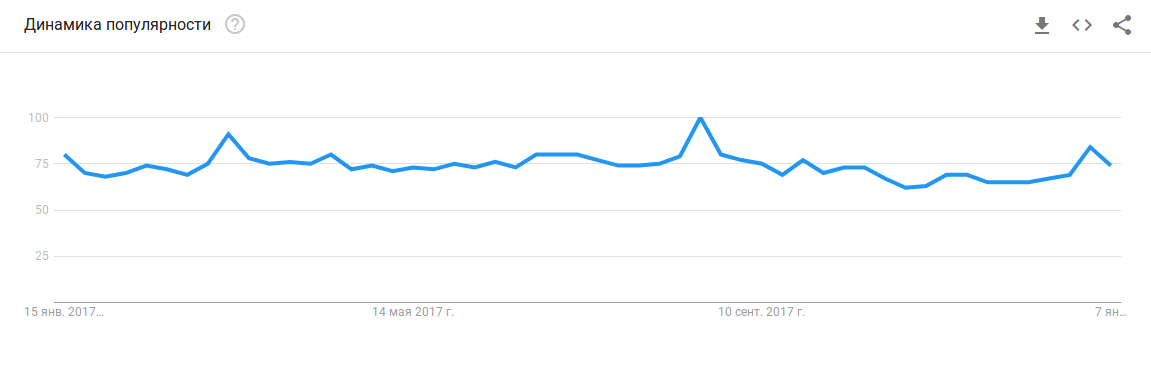 Динамика популярности
100
75
50
25
15 янв. 2017…
14 мая 2017 г.
10 сент. 2017 г.
7 ян…